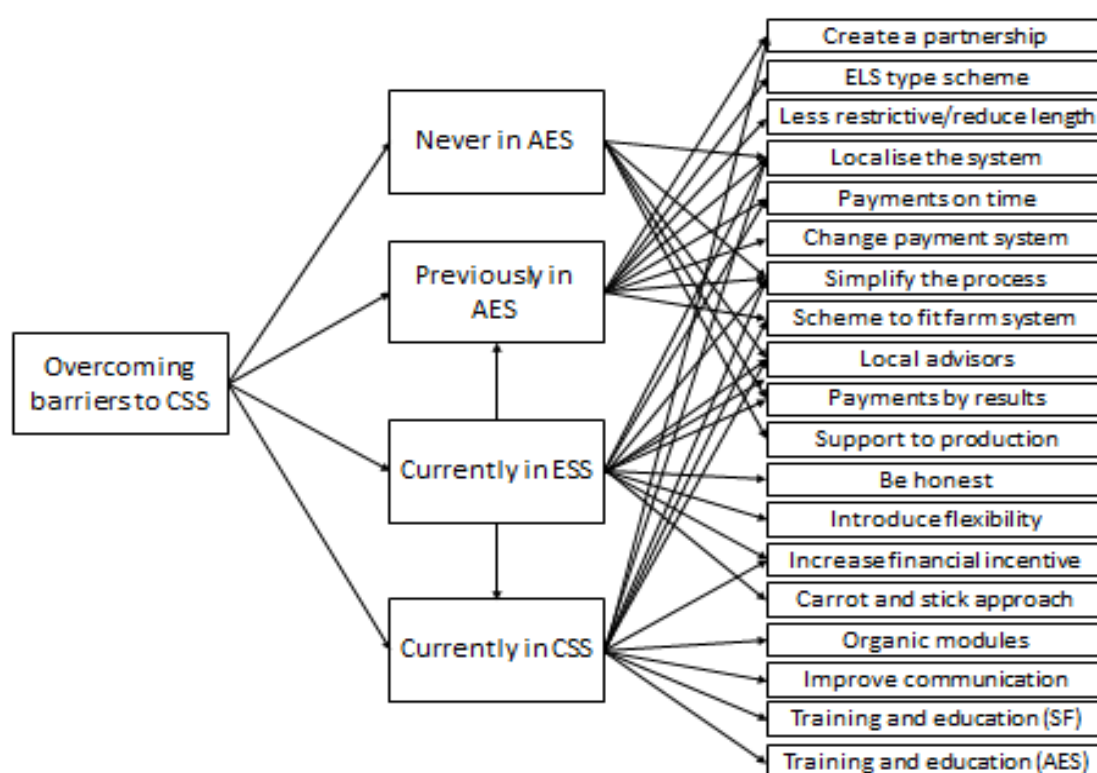 Overcoming
barriers to CSS
Never in AES
Previously in
AES
Currently in ESS
Currently in CSS
Create a partnership
ELS type scheme
Less restrictive/reduce length
Localise the system
Payments on time
Change payment system
Simplify the process
Scheme to fit farm system
Local advisors
Payments by results
Support to production
Be honest
Introduce flexibility
Increase financial incentive
Carrot and stick approach
Organic modules
Improve communication
Training and education (SF)
Training and education (AES)